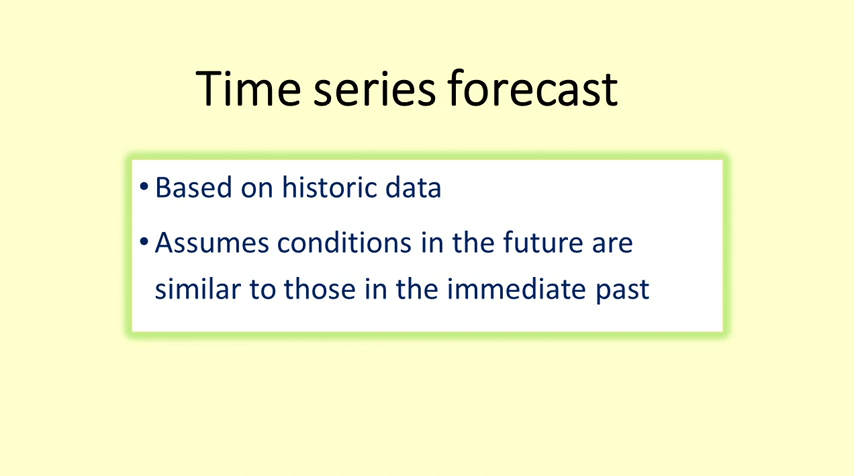 Time series forecast
• Based on historic data
• Assumes conditions in the future are
similar to those in the immediate past